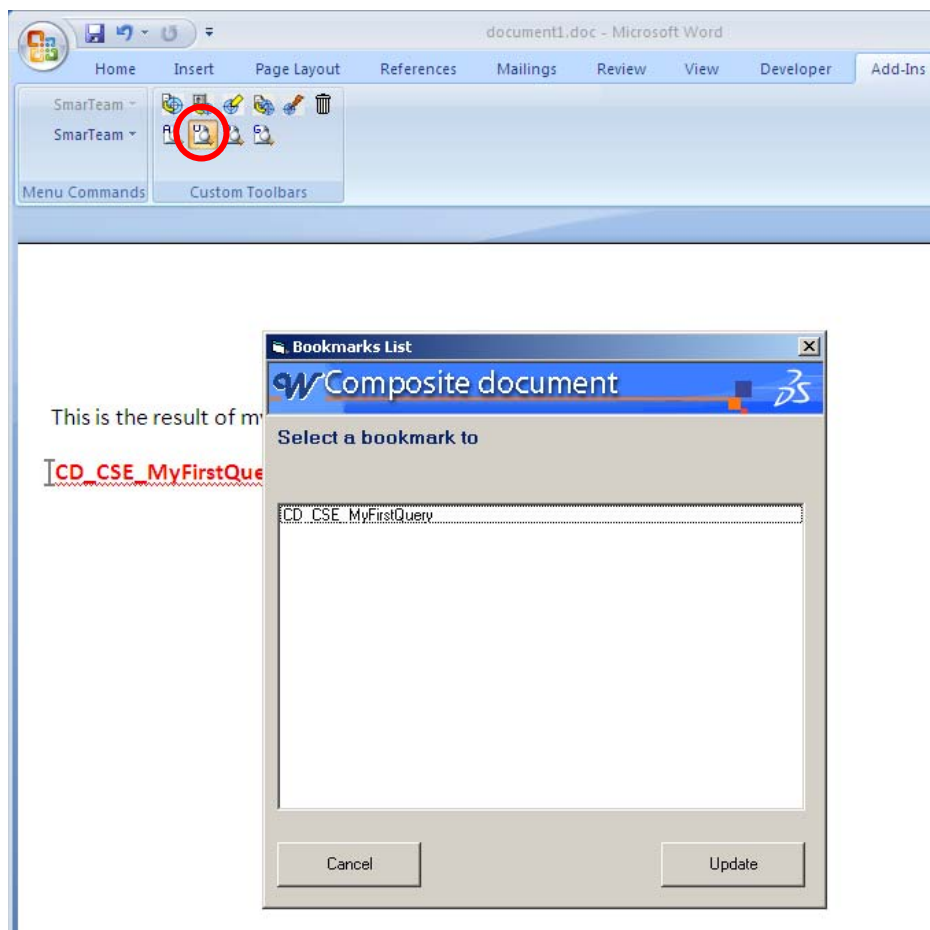 document1.doc - Microsoft Word
Home Insert Page Layout References Mailings Review View Developer Add-Ins
SmarTeam
SmarTeam
Menu Commands Custom Toolbars
Bookmarks List
Composite document
This is the result of
Select a bookmark to
CD_CSE_MyFirstQue
CD_CSE_MyFirstQuery
Cancel Update